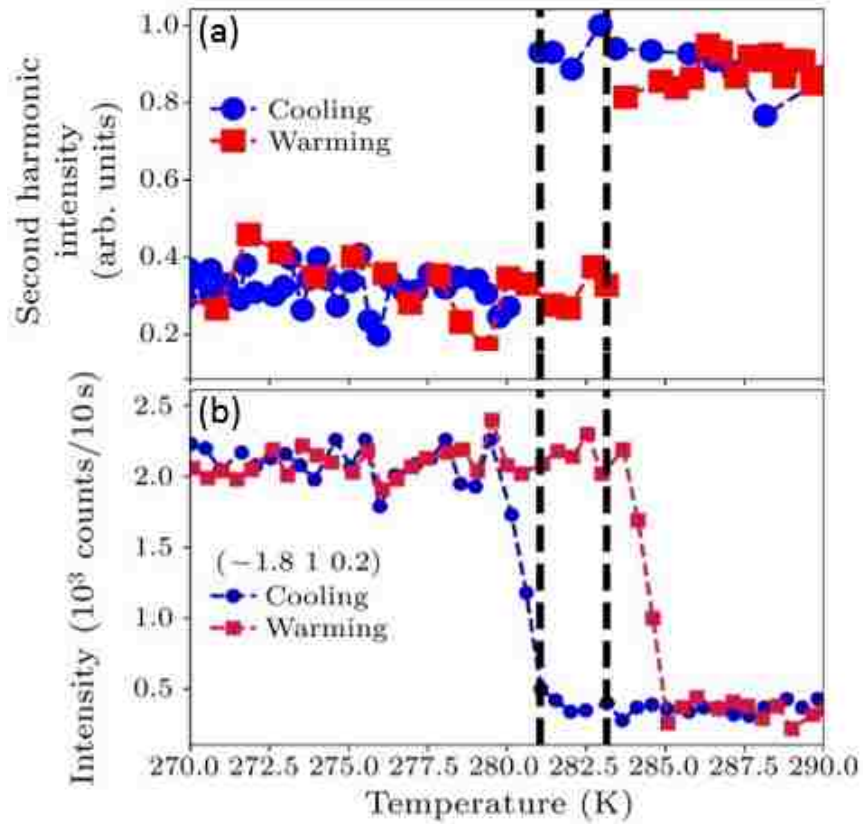 (a)
1.0
0.8
0.6
0.4
0.2
Second harmonic
intensity
(arb. units)
Cooling
Warming
(b)
2.5
2.0
1.5
1.0
0.5
Intensity (10³ counts/10s)
(−1.8 1 0.2)
Cooling
Warming
270.0 272.5 275.0 277.5 280.0 282.5 285.0 287.5 290.0
Temperature (K)